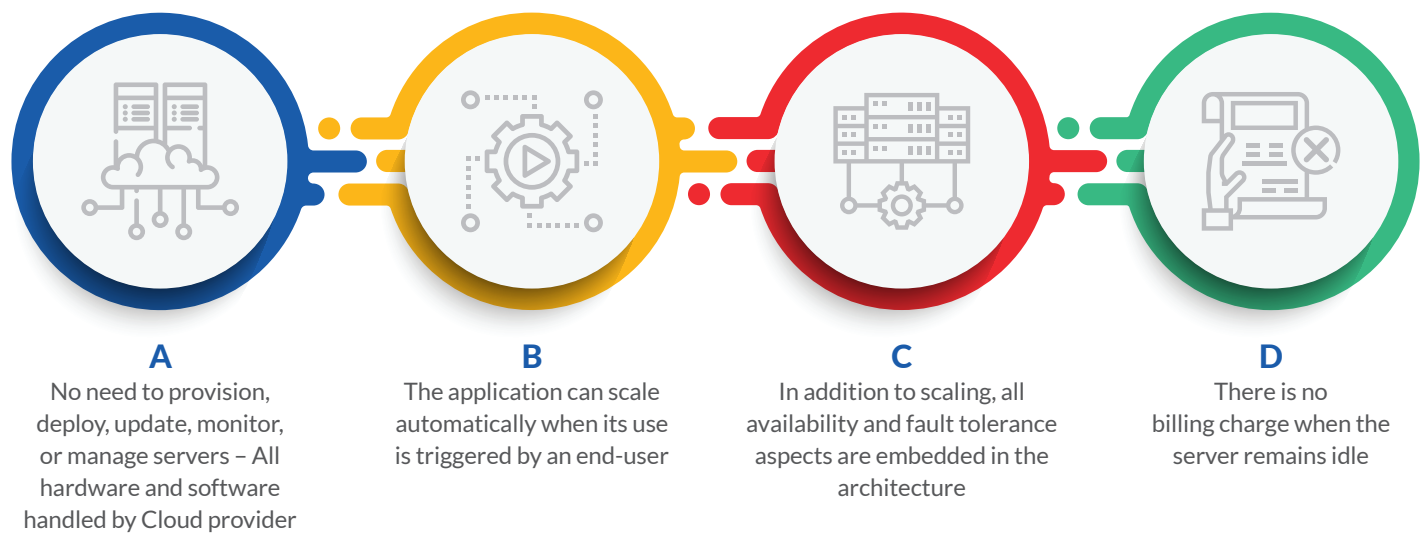 A
No need to provision,
deploy, update, monitor,
or manage servers – All
hardware and software
handled by Cloud provider
B
The application can scale
automatically when its use
is triggered by an end-user
C
In addition to scaling, all
availability and fault tolerance
aspects are embedded in the
architecture
D
There is no
billing charge when the
server remains idle